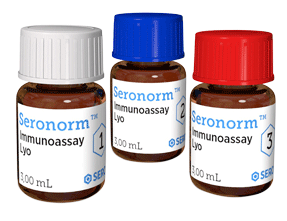 Seronorm™
Immunoassay
Lyo
1
3,00 mL
Seronorm™
Immunoassay
Lyo
2
3,00 mL
Seronorm™
Immunoassay
Lyo
3
3,00 mL